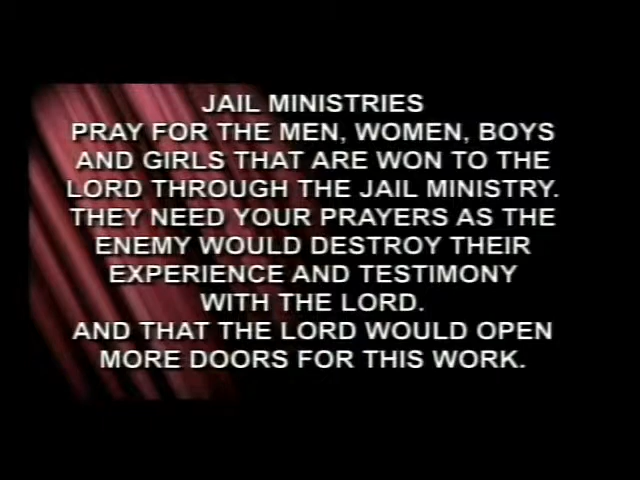 JAIL MINISTRIES
PRAY FOR THE MEN, WOMEN, BOYS
AND GIRLS THAT ARE WON TO THE
LORD THROUGH THE JAIL MINISTRY.
THEY NEED YOUR PRAYERS AS THE
ENEMY WOULD DESTROY THEIR
EXPERIENCE AND TESTIMONY
WITH THE LORD.
AND THAT THE LORD WOULD OPEN
MORE DOORS FOR THIS WORK.